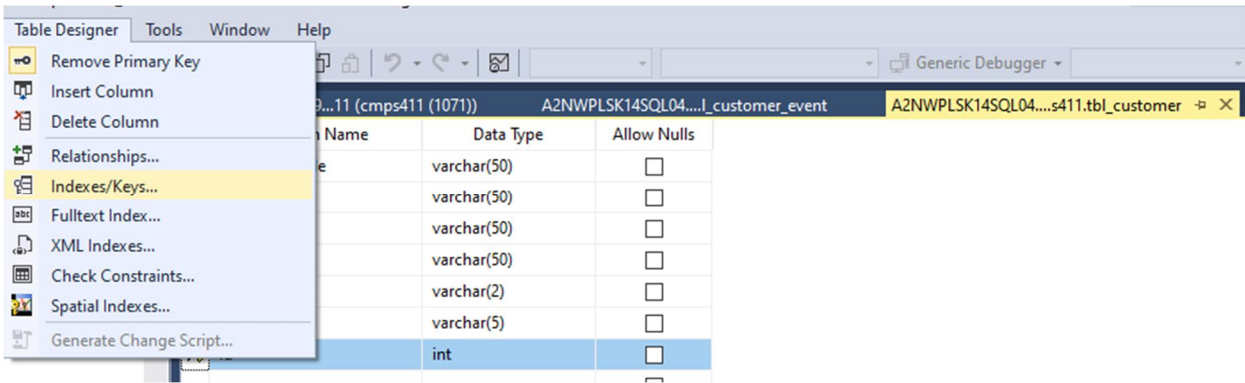 Table Designer Tools Window Help
Remove Primary Key
Generic Debugger
Insert Column
9...11 (cmps411 (1071)) A2NWPLSK14SQL04....l_customer_event A2NWPLSK14SQL04....s411.tbl_customer
Delete Column
Name Data Type Allow Nulls
Relationships...
varchar(50)
Indexes/Keys...
varchar(50)
Fulltext Index...
varchar(50)
XML Indexes...
varchar(50)
Check Constraints...
varchar(2)
Spatial Indexes...
varchar(5)
Generate Change Script...
int